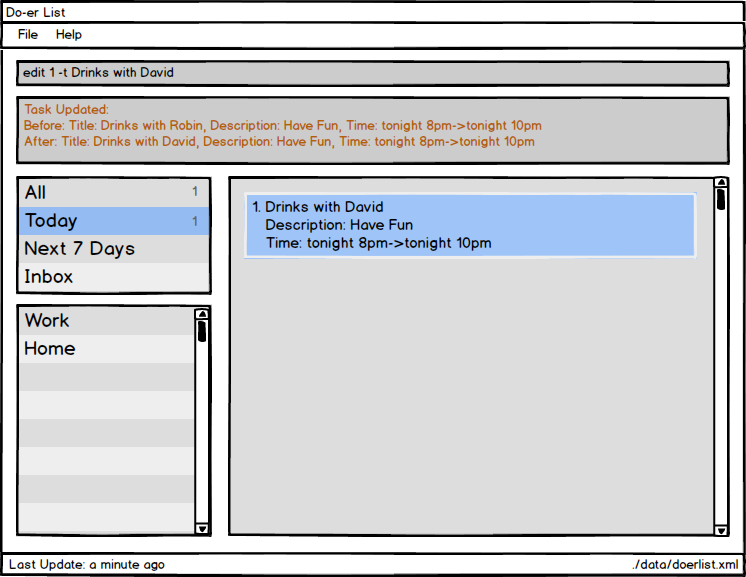 Do-er List
File Help
edit 1 -t Drinks with David
Task Updated:
Before: Title: Drinks with Robin, Description: Have Fun, Time: tonight 8pm->tonight 10pm
After: Title: Drinks with David, Description: Have Fun, Time: tonight 8pm->tonight 10pm
All 1
Today 1
Next 7 Days
Inbox
Work
Home
1. Drinks with David
Description: Have Fun
Time: tonight 8pm->tonight 10pm
Last Update: a minute ago
./data/doerlist.xml